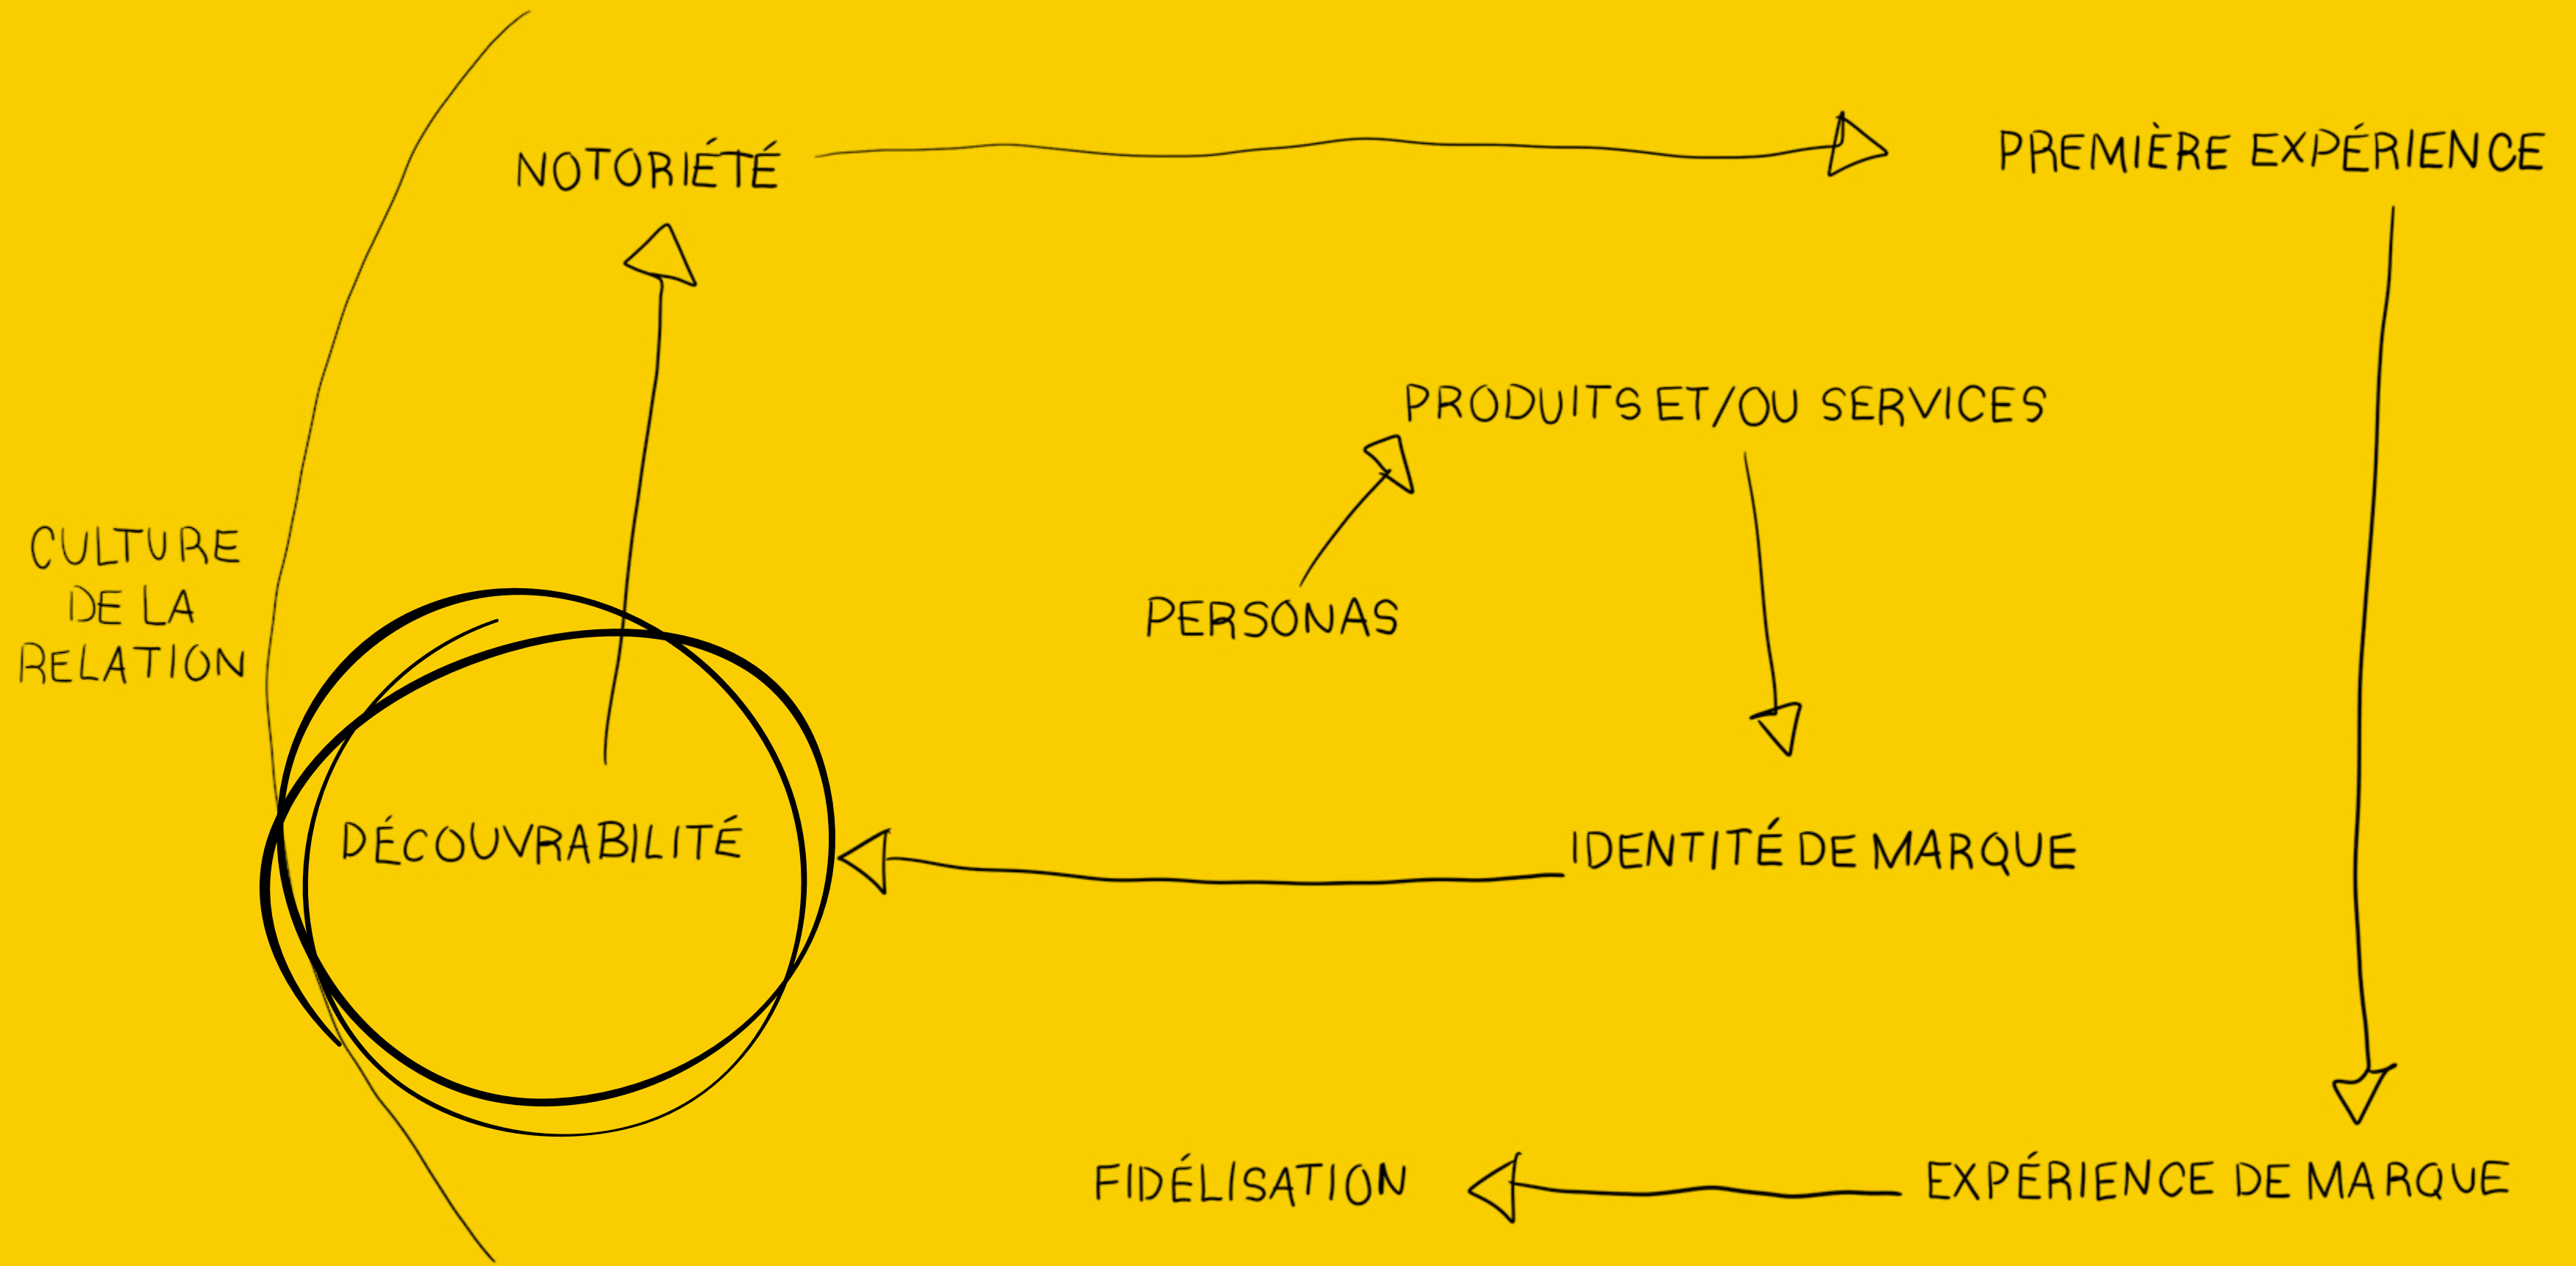 NOTORIÉTÉ
PREMIÈRE EXPÉRIENCE
PRODUITS ET/OU SERVICES
CULTURE
DE LA
RELATION
PERSONAS
DÉCOUVRABILITÉ
IDENTITÉ DE MARQUE
FIDÉLISATION
EXPÉRIENCE DE MARQUE